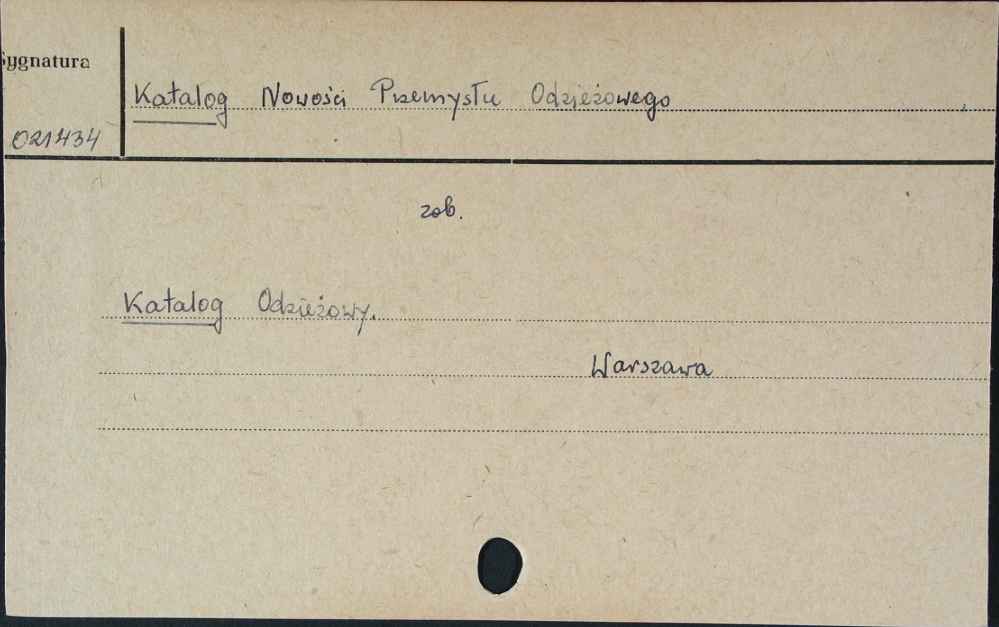 Sygnatura
Katalog Nowości Przemysłu Odzieżowego
021434
zob.
Katalog Odzieżowy.
Warszawa